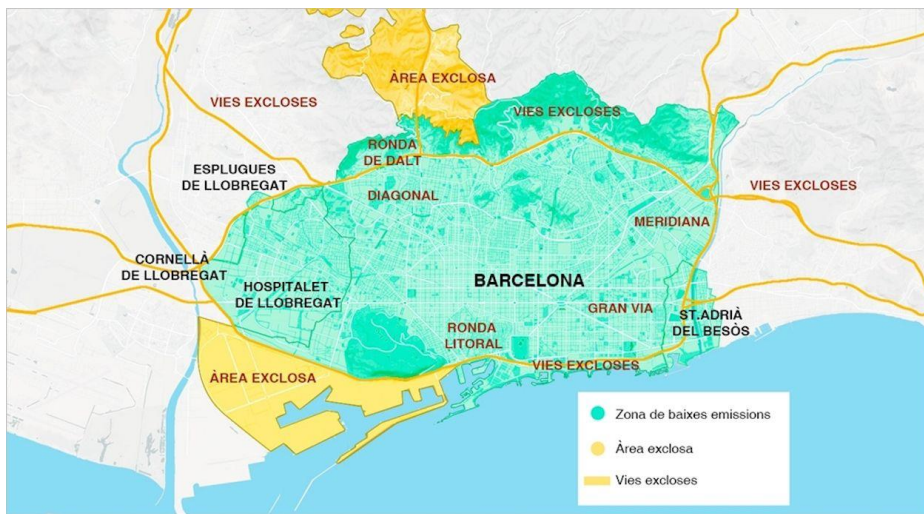 ÀREA EXCLOSA
VIES EXCLOSES
VIES EXCLOSES
RONDA
DE DALT
ESPLUGUES
DE LLOBREGAT
DIAGONAL
VIES EXCLOSES
MERIDIANA
CORNELLÀ
DE LLOBREGAT
HOSPITALET
DE LLOBREGAT
BARCELONA
GRAN VIA
ST.ADRIÀ
DEL BESÒS
RONDA
LITORAL
VIES EXCLOSES
ÀREA EXCLOSA
Zona de baixes emissions
Àrea exclosa
Vies excloses